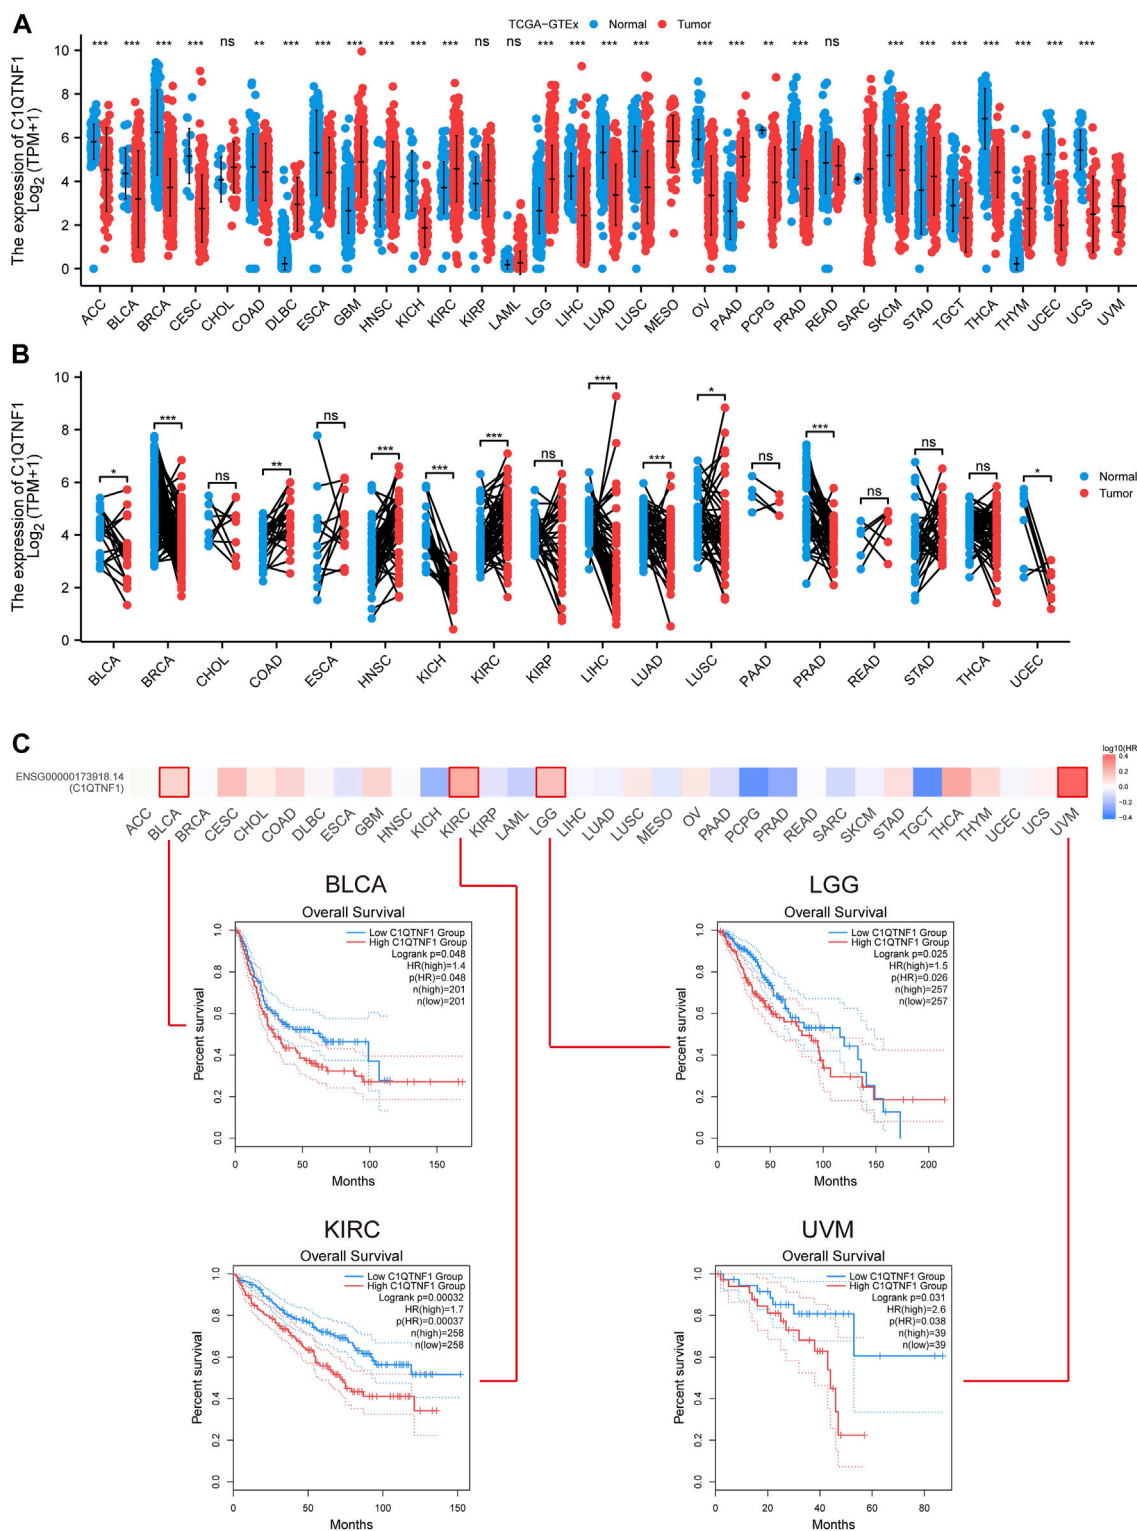 A
TCGA-GTEx Normal Tumor
The expression of C1QTNF1
Log2 (TPM+1)
*** *** *** *** ns ** *** *** *** *** *** *** ns ns *** *** *** *** *** *** ** *** ns *** *** *** *** *** *** ***
10
8
6
4
2
0
ACC BLCA BRCA CESC CHOL COAD DLBC ESCA GBM HNSC KICH KIRC KIRP LAML LGG LIHC LUAD LUSC MESO OV PAAD PCPG PRAD READ SARC SKCM STAD TGCT THCA THYM UCEC UCS UVM
B
The expression of C1QTNF1
Log2 (TPM+1)
10
8
6
4
2
0
* *** ns ** ns *** *** *** ns *** *** * ns *** ns ns ns *
Normal
Tumor
BLCA BRCA CHOL COAD ESCA HNSC KICH KIRC KIRP LIHC LUAD LUSC PAAD PRAD READ STAD THCA UCEC
C
log10(HR
ENSG00000173918.14
(C1QTNF1)
0.4
0.2
0.0
-0.2
-0.4
ACC BLCA BRCA CESC CHOL COAD DLBC ESCA GBM HNSC KICH KIRC KIRP LAML LGG LIHC LUAD LUSC MESO OV PAAD PCPG PRAD READ SARC SKCM STAD TGCT THCA THYM UCEC UCS UVM
BLCA
Overall Survival
Low C1QTNF1 Group
High C1QTNF1 Group
Logrank p=0.048
HR(high)=1.4
p(HR)=0.048
n(high)=201
n(low)=201
Percent survival
1.0
0.8
0.6
0.4
0.2
0.0
0 50 100 150
Months
LGG
Overall Survival
Low C1QTNF1 Group
High C1QTNF1 Group
Logrank p=0.025
HR(high)=1.5
p(HR)=0.026
n(high)=257
n(low)=257
Percent survival
1.0
0.8
0.6
0.4
0.2
0.0
0 50 100 150 200
Months
KIRC
Overall Survival
Low C1QTNF1 Group
High C1QTNF1 Group
Logrank p=0.00032
HR(high)=1.7
p(HR)=0.00037
n(high)=258
n(low)=258
Percent survival
1.0
0.8
0.6
0.4
0.2
0.0
0 50 100 150
Months
UVM
Overall Survival
Low C1QTNF1 Group
High C1QTNF1 Group
Logrank p=0.031
HR(high)=2.6
p(HR)=0.038
n(high)=39
n(low)=39
Percent survival
1.0
0.8
0.6
0.4
0.2
0.0
0 20 40 60 80
Months